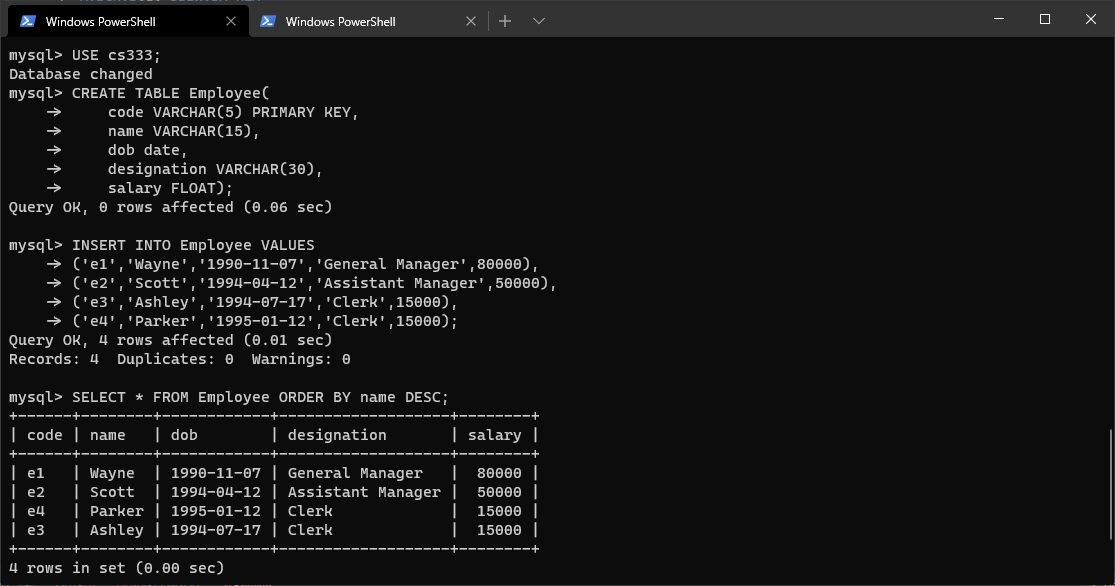 Windows PowerShell Windows PowerShell
mysql> USE cs333;
Database changed
mysql> CREATE TABLE Employee(
    -> code VARCHAR(5) PRIMARY KEY,
    -> name VARCHAR(15),
    -> dob date,
    -> designation VARCHAR(30),
    -> salary FLOAT);
Query OK, 0 rows affected (0.06 sec)
mysql> INSERT INTO Employee VALUES
    -> ('e1','Wayne','1990-11-07','General Manager',80000),
    -> ('e2','Scott','1994-04-12','Assistant Manager',50000),
    -> ('e3','Ashley','1994-07-17','Clerk',15000),
    -> ('e4','Parker','1995-01-12','Clerk',15000);
Query OK, 4 rows affected (0.01 sec)
Records: 4  Duplicates: 0  Warnings: 0
mysql> SELECT * FROM Employee ORDER BY name DESC;
+------+--------+------------+-------------------+--------+
| code | name   | dob        | designation       | salary |
+------+--------+------------+-------------------+--------+
| e1   | Wayne  | 1990-11-07 | General Manager   |  80000 |
| e2   | Scott  | 1994-04-12 | Assistant Manager |  50000 |
| e4   | Parker | 1995-01-12 | Clerk             |  15000 |
| e3   | Ashley | 1994-07-17 | Clerk             |  15000 |
+------+--------+------------+-------------------+--------+
4 rows in set (0.00 sec)